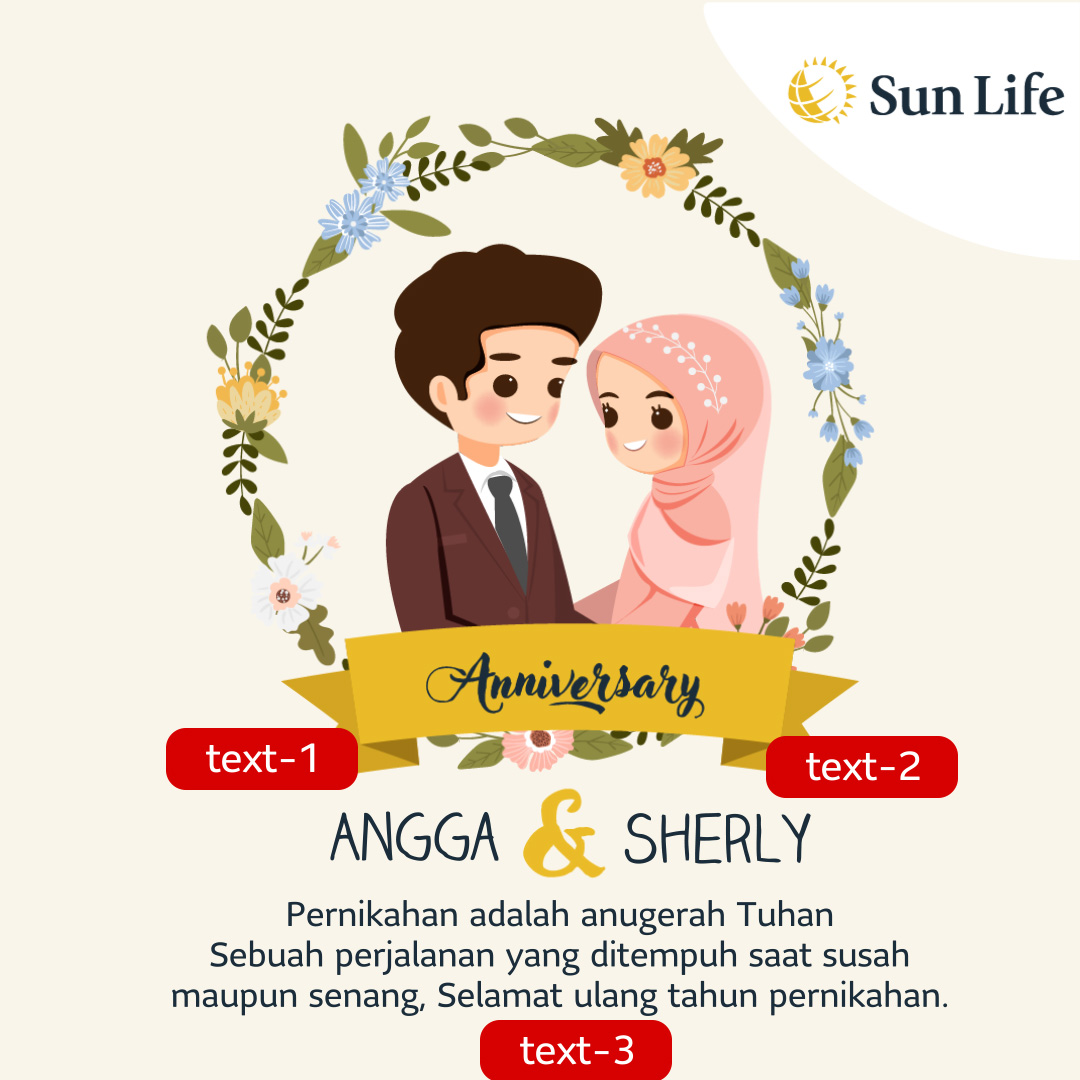 Sun Life
Anniversary
text-1
text-2
ANGGA & SHERLY
Pernikahan adalah anugerah Tuhan
Sebuah perjalanan yang ditempuh saat susah
maupun senang, Selamat ulang tahun pernikahan.
text-3